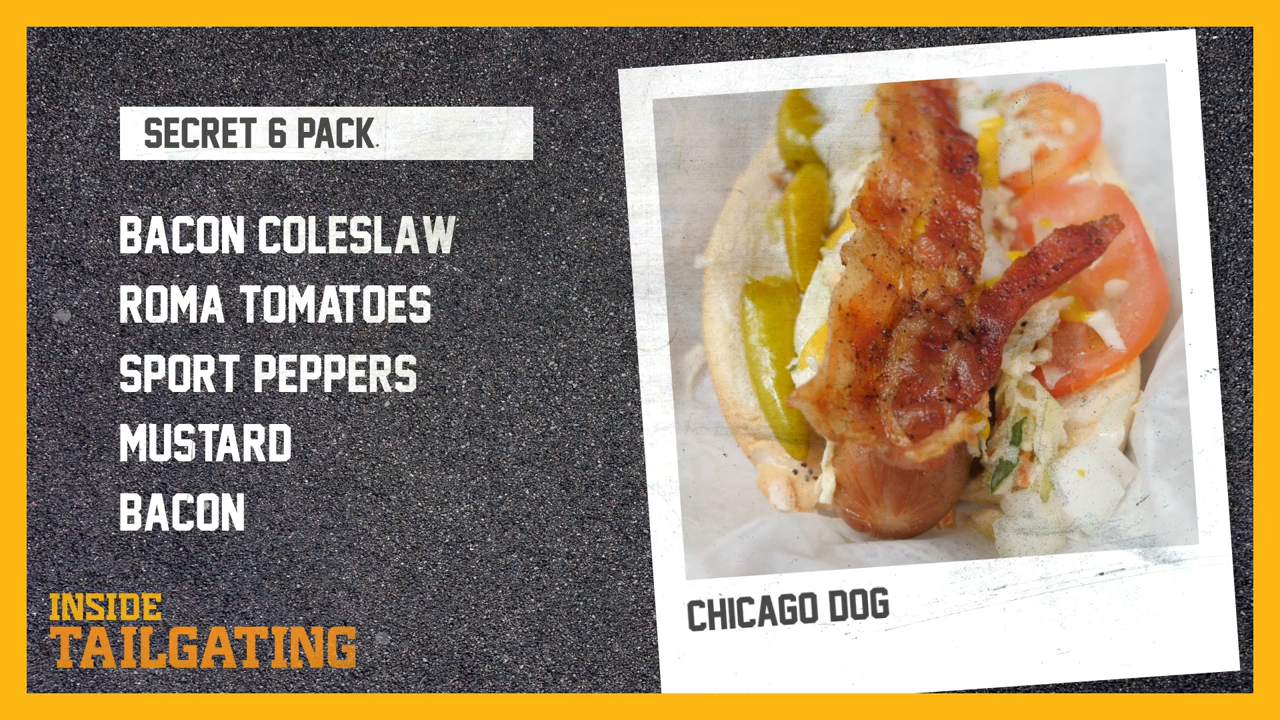 SECRET 6 PACK.
BACON COLESLAW
ROMA TOMATOES
SPORT PEPPERS
MUSTARD
BACON
INSIDE
TAILGATING
CHICAGO DOG